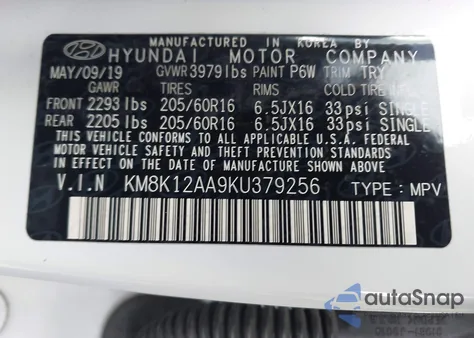 MANUFACTURED IN KOREA BY
HYUNDAI MOTOR COMPANY
MAY/09/19 GVWR 3979 lbs PAINT P6W TRIM TRY
GAWR TIRES RIMS COLD TIRE
FRONT 2293 lbs 205/60R16 6.5JX16 33psi SINGLE
REAR 2205 lbs 205/60R16 6.5JX16 33psi SINGLE
THIS VEHICLE CONFORMS TO ALL APPLICABLE U.S.A. FEDERAL
MOTOR VEHICLE SAFETY, BUMPER, AND THEFT PREVENTION
STANDARDS IN EFFECT ON THE DATE OF MANUFACTURE SHOWN ABOVE.
V.I.N KM8K12AA9KU379256 TYPE : MPV
autoSnap